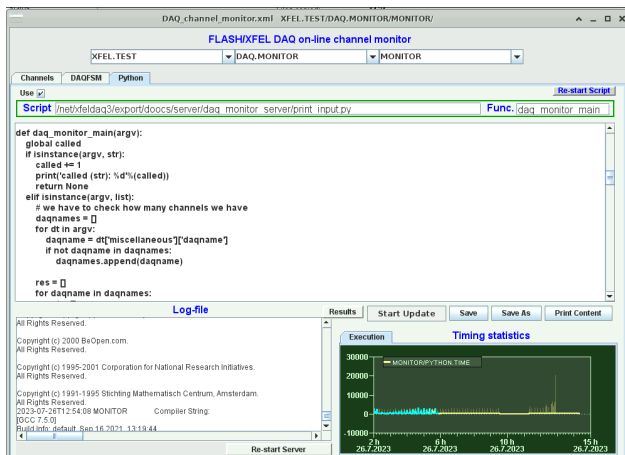 DAQ_channel_monitor.xml XFEL.TEST/DAQ.MONITOR/MONITOR/
FLASH/XFEL DAQ on-line channel monitor
XFEL.TEST DAQ.MONITOR MONITOR
Channels DAQFSM Python
Use Re-start Script
Script /net/xfeldaq3/export/doocs/server/daq_monitor_server/print_input.py Func. daq_monitor_main
def daq_monitor_main(argv):
global called
if isinstance(argv, str):
called += 1
print('called (str): %d'%(called))
return None
elif isinstance(argv, list):
# we have to check how many channels we have
daqnames = []
for dt in argv:
daqname = dt['miscellaneous']['daqname']
if not daqname in daqnames:
daqnames.append(daqname)
res = []
for daqname in daqnames:
Log-file Results Start Update Save Save As Print Content
All Rights Reserved.
Copyright (c) 2000 BeOpen.com.
All Rights Reserved.
Copyright (c) 1995-2001 Corporation for National Research Initiatives.
All Rights Reserved.
Copyright (c) 1991-1995 Stichting Mathematisch Centrum, Amsterdam.
All Rights Reserved.
2023-07-26T12:54:08 MONITOR Compiler String:
[GCC 7.5.0]
Build Info: default, Sep 16 2021, 13:19:44
Re-start Server
Execution Timing statistics
MONITOR/PYTHON.TIME
30000
20000
10000
0
-10000
2 h 6 h 10 h 15 h
26.7.2023 26.7.2023 26.7.2023 26.7.2023